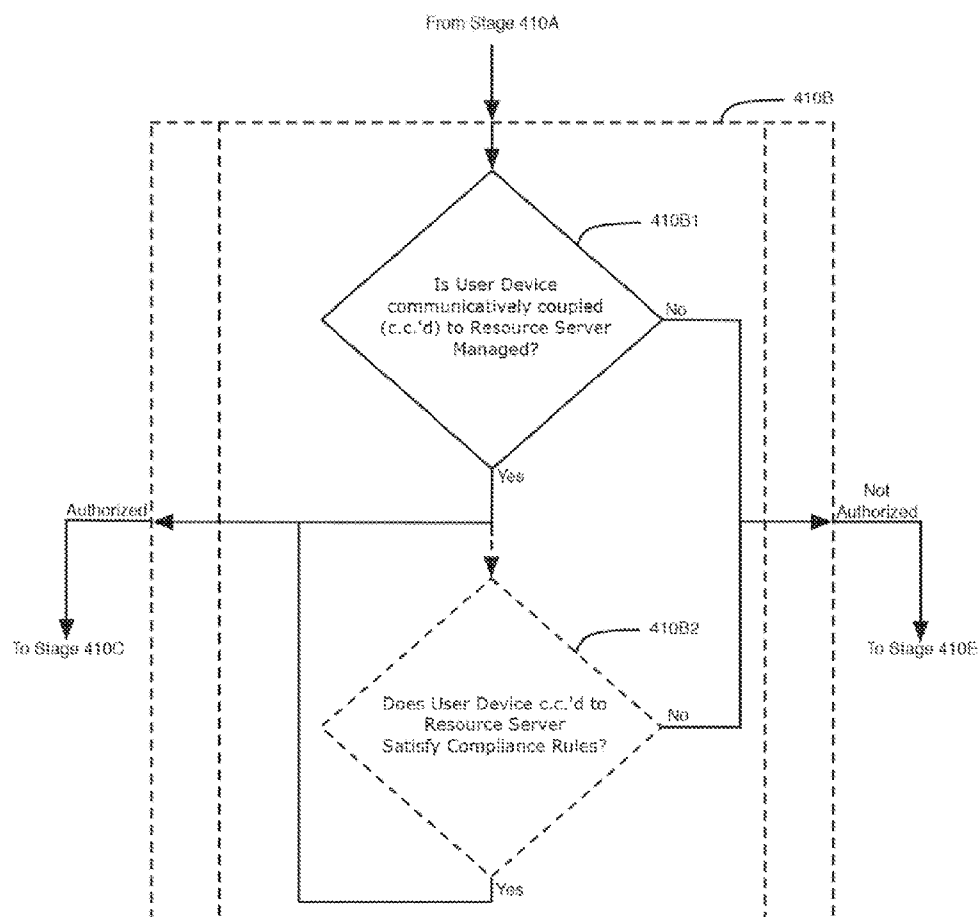 From Stage 410A
410B
410B1
Is User Device
communicatively coupled
(c.c.'d) to Resource Server
Managed?
No
Yes
Authorized
Not
Authorized
To Stage 410C
To Stage 410E
410B2
Does User Device c.c.'d to
Resource Server
Satisfy Compliance Rules?
No
Yes